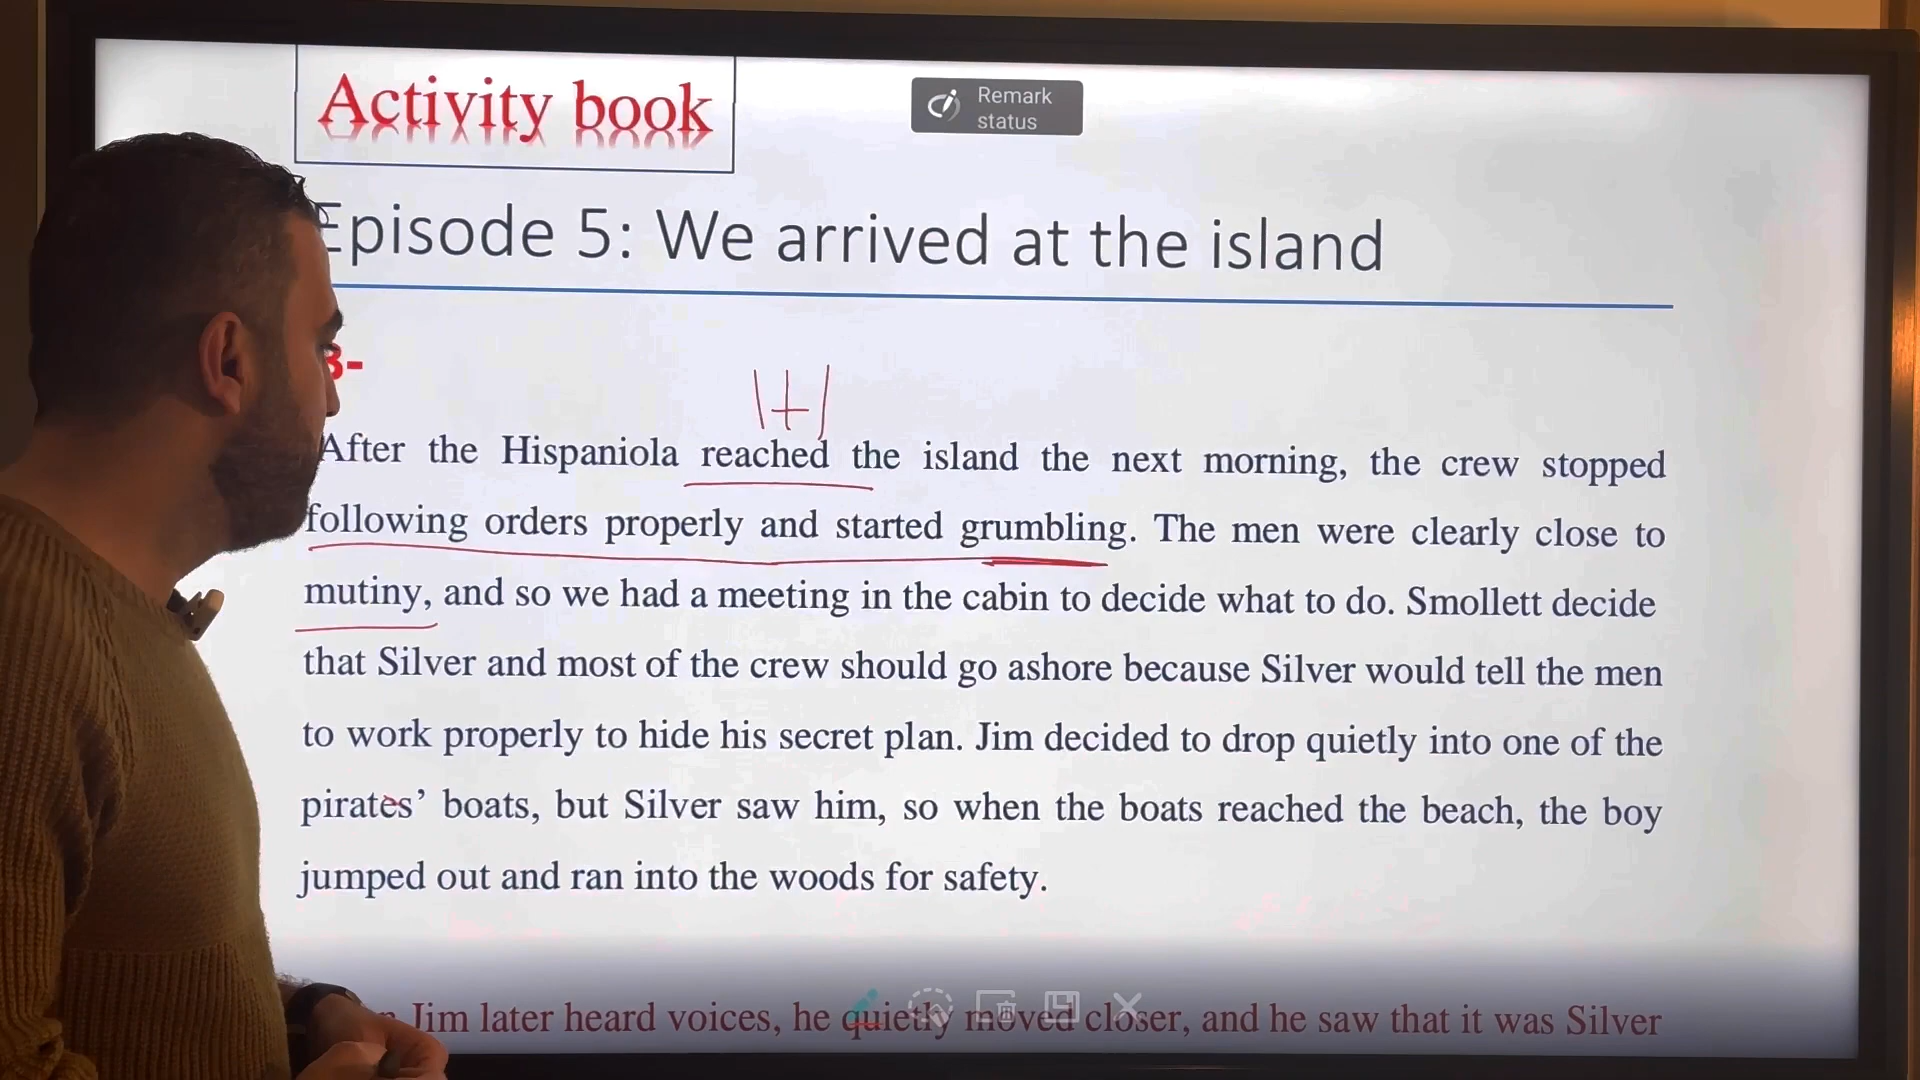 Activity book
Remark
status
Episode 5: We arrived at the island
3-
After the Hispaniola reached the island the next morning, the crew stopped
following orders properly and started grumbling. The men were clearly close to
mutiny, and so we had a meeting in the cabin to decide what to do. Smollett decide
that Silver and most of the crew should go ashore because Silver would tell the men
to work properly to hide his secret plan. Jim decided to drop quietly into one of the
pirates’ boats, but Silver saw him, so when the boats reached the beach, the boy
jumped out and ran into the woods for safety.
Jim later heard voices, he quietly moved closer, and he saw that it was Silver